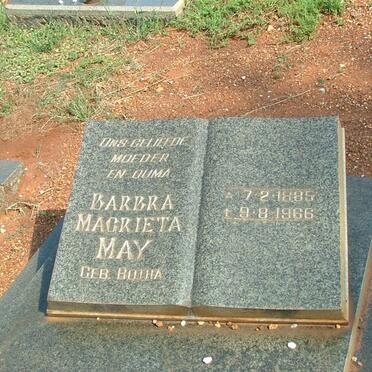 ONS GELIEFDE
MOEDER
EN OUMA
BARBRA
MAGRIETA
MAY
GEB. BOTHA
* 7·2·1885
† 9·8·1966